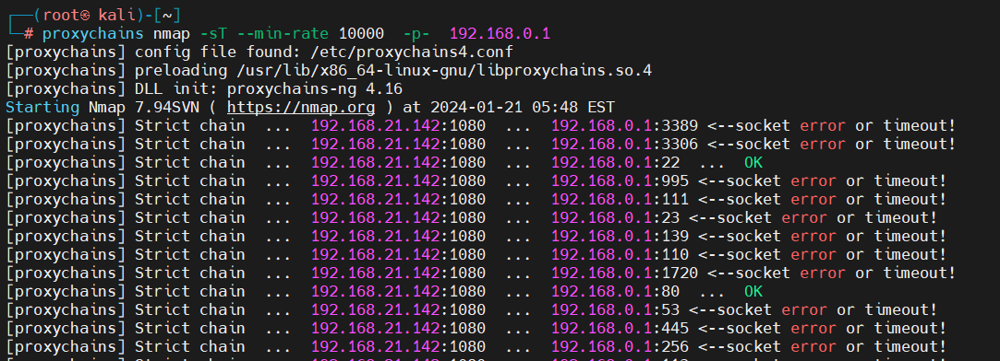 ┌──(root㉿ kali)-[~]
└─# proxychains nmap -sT --min-rate 10000  -p-  192.168.0.1
[proxychains] config file found: /etc/proxychains4.conf
[proxychains] preloading /usr/lib/x86_64-linux-gnu/libproxychains.so.4
[proxychains] DLL init: proxychains-ng 4.16
Starting Nmap 7.94SVN ( https://nmap.org ) at 2024-01-21 05:48 EST
[proxychains] Strict chain  ...  192.168.21.142:1080  ...  192.168.0.1:3389 <--socket error or timeout!
[proxychains] Strict chain  ...  192.168.21.142:1080  ...  192.168.0.1:3306 <--socket error or timeout!
[proxychains] Strict chain  ...  192.168.21.142:1080  ...  192.168.0.1:22  ...  OK
[proxychains] Strict chain  ...  192.168.21.142:1080  ...  192.168.0.1:995 <--socket error or timeout!
[proxychains] Strict chain  ...  192.168.21.142:1080  ...  192.168.0.1:111 <--socket error or timeout!
[proxychains] Strict chain  ...  192.168.21.142:1080  ...  192.168.0.1:23 <--socket error or timeout!
[proxychains] Strict chain  ...  192.168.21.142:1080  ...  192.168.0.1:139 <--socket error or timeout!
[proxychains] Strict chain  ...  192.168.21.142:1080  ...  192.168.0.1:110 <--socket error or timeout!
[proxychains] Strict chain  ...  192.168.21.142:1080  ...  192.168.0.1:1720 <--socket error or timeout!
[proxychains] Strict chain  ...  192.168.21.142:1080  ...  192.168.0.1:80  ...  OK
[proxychains] Strict chain  ...  192.168.21.142:1080  ...  192.168.0.1:53 <--socket error or timeout!
[proxychains] Strict chain  ...  192.168.21.142:1080  ...  192.168.0.1:445 <--socket error or timeout!
[proxychains] Strict chain  ...  192.168.21.142:1080  ...  192.168.0.1:256 <--socket error or timeout!